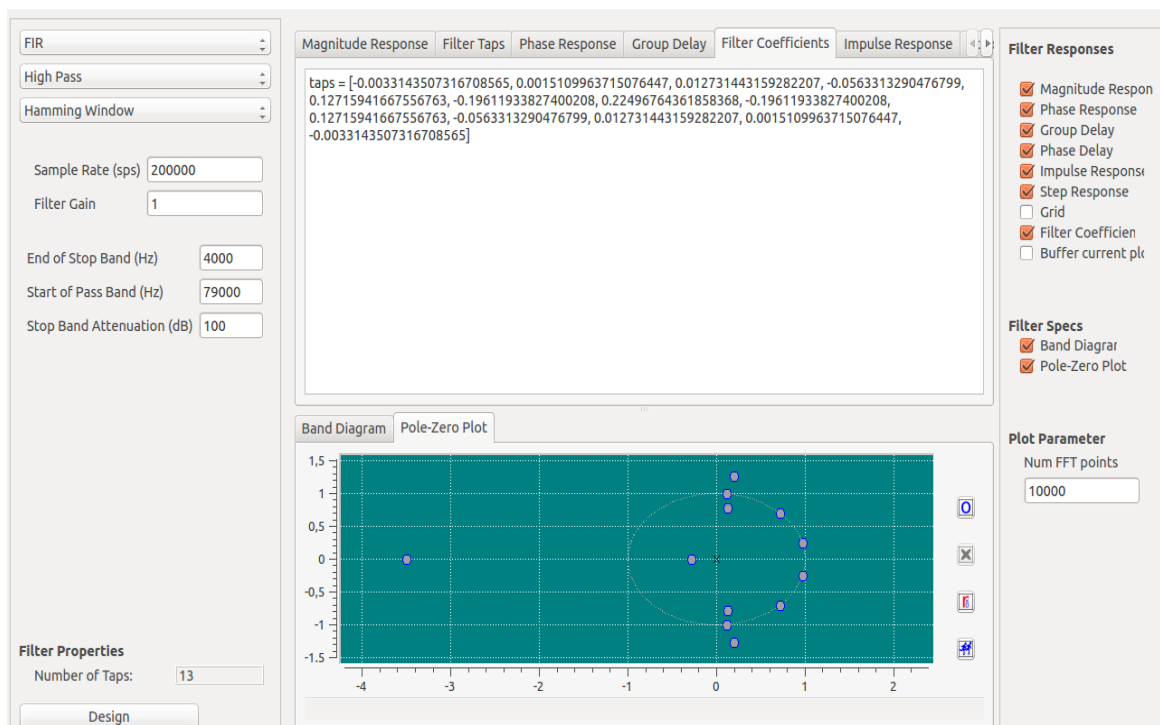 FIR
High Pass
Hamming Window
Sample Rate (sps) 200000
Filter Gain 1
End of Stop Band (Hz) 4000
Start of Pass Band (Hz) 79000
Stop Band Attenuation (dB) 100
Filter Properties
Number of Taps: 13
Design
Magnitude Response Filter Taps Phase Response Group Delay Filter Coefficients Impulse Response
taps = [-0.0033143507316708565, 0.0015109963715076447, 0.012731443159282207, -0.0563313290476799,
0.12715941667556763, -0.19611933827400208, 0.22496764361858368, -0.19611933827400208,
0.12715941667556763, -0.0563313290476799, 0.012731443159282207, 0.0015109963715076447,
-0.0033143507316708565]
Band Diagram Pole-Zero Plot
1,5
1
0,5
0
-0,5
-1
-1.5
-4 -3 -2 -1 0 1 2
Filter Responses
Magnitude Respon
Phase Response
Group Delay
Phase Delay
Impulse Response
Step Response
Grid
Filter Coefficien
Buffer current plo
Filter Specs
Band Diagrar
Pole-Zero Plot
Plot Parameter
Num FFT points
10000